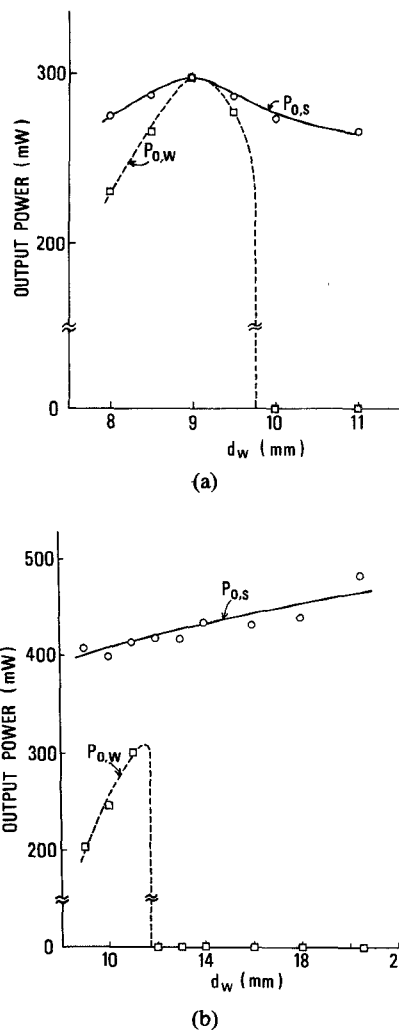 300
200
0
OUTPUT POWER (mW)
P0,S
P0,W
8
9
10
11
dw (mm)
(a)
500
400
300
200
0
OUTPUT POWER (mW)
P0,S
P0,W
10
14
18
2
dw (mm)
(b)